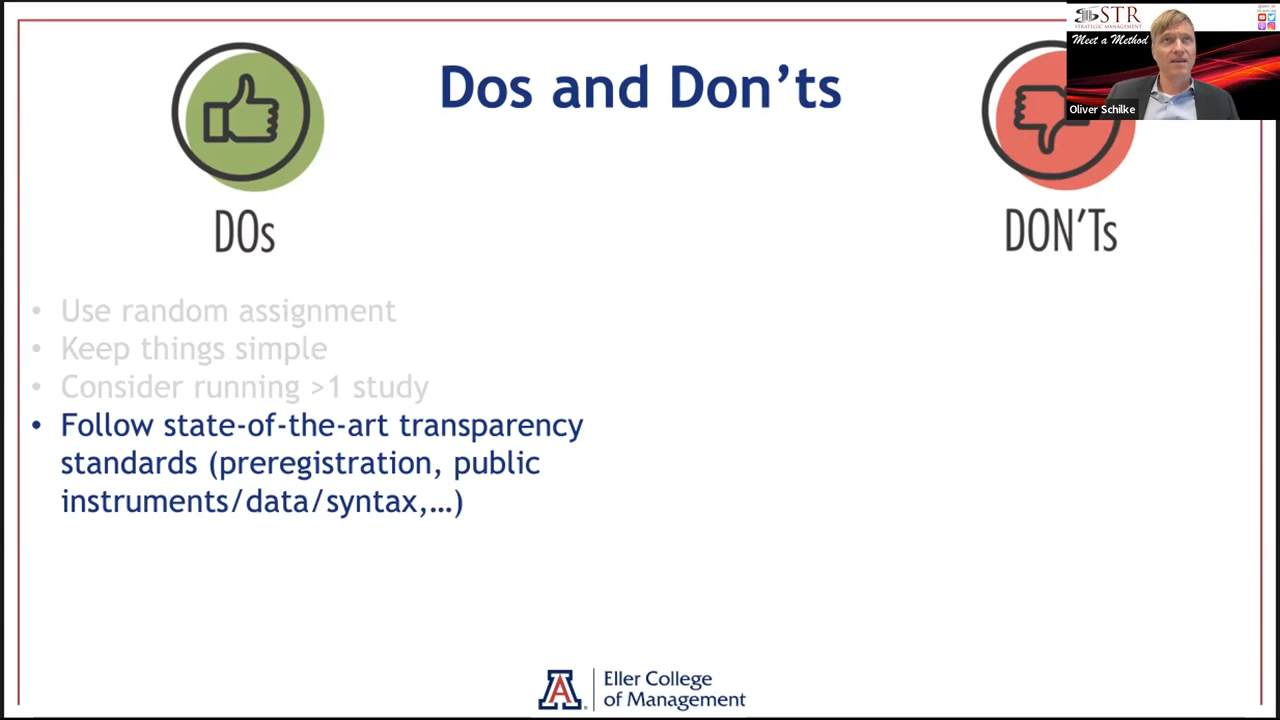 Dos and Don'ts
STR
STRATEGIC MANAGEMENT
Meet a Method
Oliver Schilke
DOs
DON'Ts
• Use random assignment
• Keep things simple
• Consider running >1 study
• Follow state-of-the-art transparency
standards (preregistration, public
instruments/data/syntax,…)
A
Eller College
of Management